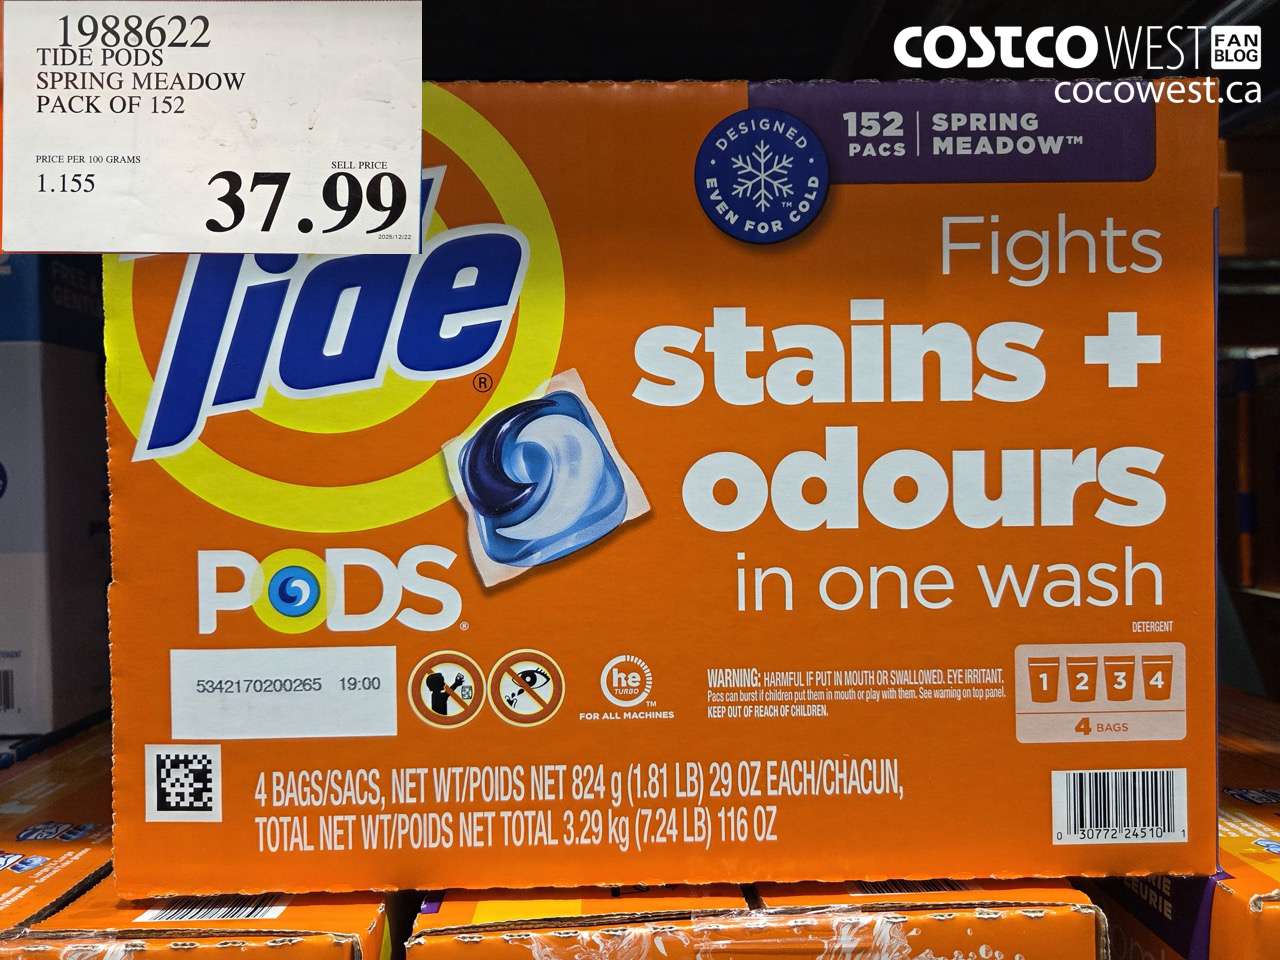 1988622
TIDE PODS
SPRING MEADOW
PACK OF 152
PRICE PER 100 GRAMS
1.155
SELL PRICE
37.99
2025/12/22
COSTCO WEST FAN BLOG
cocowest.ca
DESIGNED EVEN FOR COLD ™
152 PACS
SPRING MEADOW™
Tide®
PODS®
Fights
stains +
odours
in one wash
DETERGENT
5342170200265 19:00
he
TURBO™
FOR ALL MACHINES
WARNING: HARMFUL IF PUT IN MOUTH OR SWALLOWED. EYE IRRITANT.
Pacs can burst if children put them in mouth or play with them. See warning on top panel.
KEEP OUT OF REACH OF CHILDREN.
1 2 3 4
4 BAGS
4 BAGS/SACS, NET WT/POIDS NET 824 g (1.81 LB) 29 OZ EACH/CHACUN,
TOTAL NET WT/POIDS NET TOTAL 3.29 kg (7.24 LB) 116 OZ
0 30772 24510 1